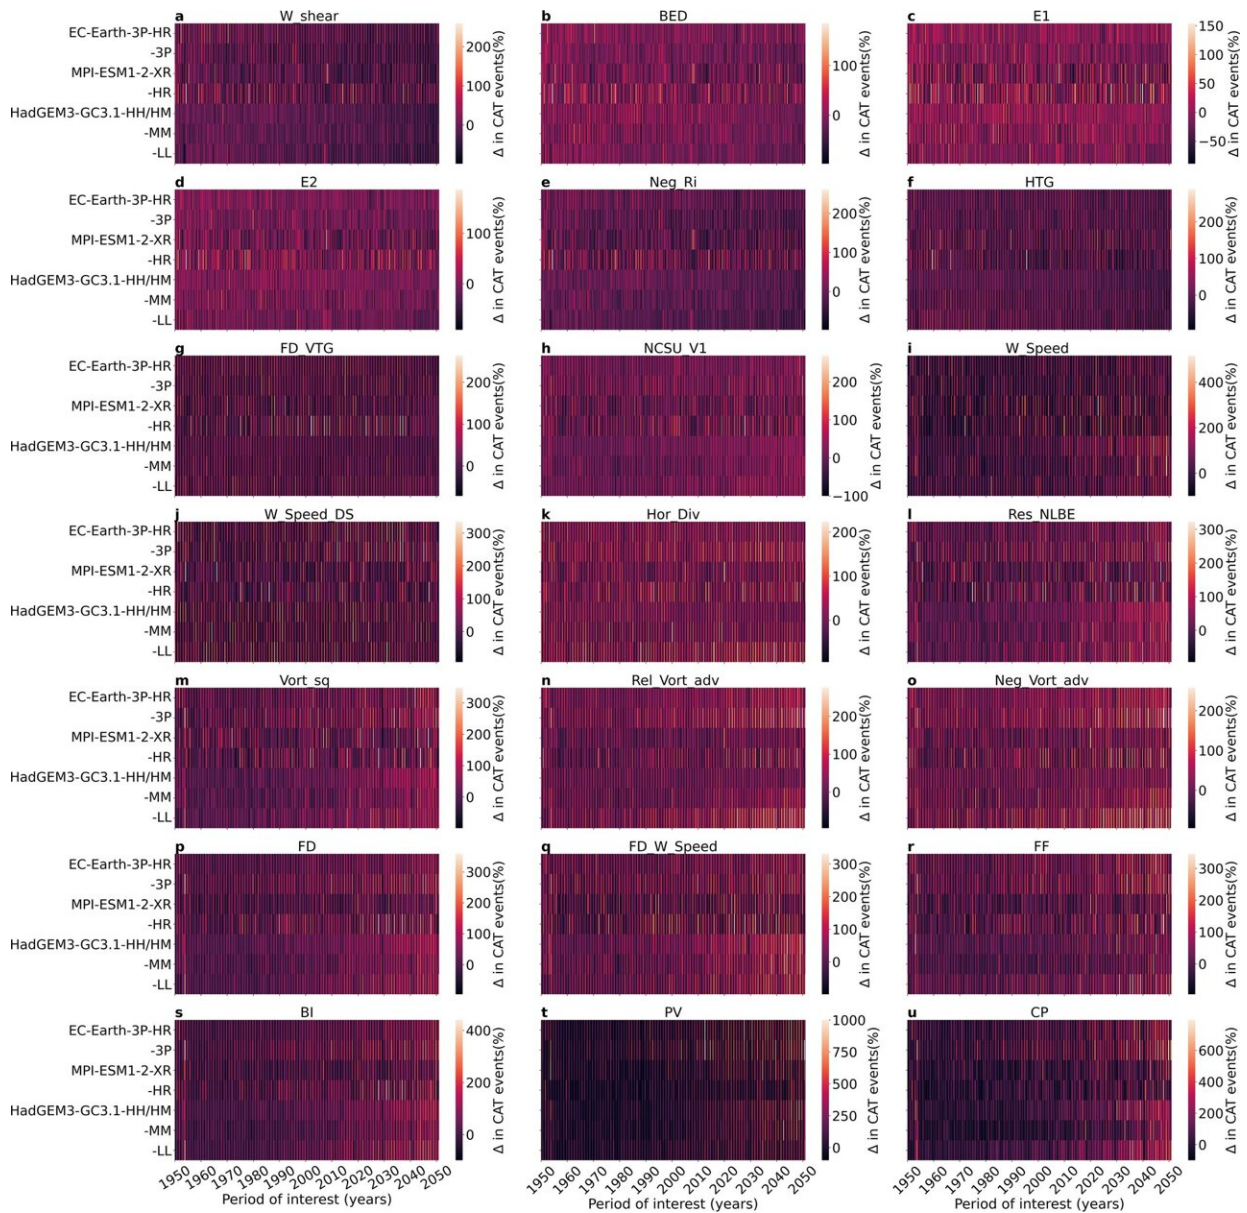 a W_shear
EC-Earth-3P-HR
-3P
MPI-ESM1-2-XR
-HR
HadGEM3-GC3.1-HH/HM
-MM
-LL
200
100
0
Δ in CAT events(%)
b BED
100
0
Δ in CAT events(%)
c E1
150
100
50
0
−50
Δ in CAT events(%)
d E2
EC-Earth-3P-HR
-3P
MPI-ESM1-2-XR
-HR
HadGEM3-GC3.1-HH/HM
-MM
-LL
100
0
Δ in CAT events(%)
e Neg_Ri
200
100
0
Δ in CAT events(%)
f HTG
200
100
0
Δ in CAT events(%)
g FD_VTG
EC-Earth-3P-HR
-3P
MPI-ESM1-2-XR
-HR
HadGEM3-GC3.1-HH/HM
-MM
-LL
200
100
0
Δ in CAT events(%)
h NCSU_V1
200
100
0
−100
Δ in CAT events(%)
i W_Speed
400
200
0
Δ in CAT events(%)
j W_Speed_DS
EC-Earth-3P-HR
-3P
MPI-ESM1-2-XR
-HR
HadGEM3-GC3.1-HH/HM
-MM
-LL
300
200
100
0
Δ in CAT events(%)
k Hor_Div
200
100
0
Δ in CAT events(%)
l Res_NLBE
300
200
100
0
Δ in CAT events(%)
m Vort_sq
EC-Earth-3P-HR
-3P
MPI-ESM1-2-XR
-HR
HadGEM3-GC3.1-HH/HM
-MM
-LL
300
200
100
0
Δ in CAT events(%)
n Rel_Vort_adv
200
100
0
Δ in CAT events(%)
o Neg_Vort_adv
200
100
0
Δ in CAT events(%)
p FD
EC-Earth-3P-HR
-3P
MPI-ESM1-2-XR
-HR
HadGEM3-GC3.1-HH/HM
-MM
-LL
300
200
100
0
Δ in CAT events(%)
q FD_W_Speed
300
200
100
0
Δ in CAT events(%)
r FF
300
200
100
0
Δ in CAT events(%)
s BI
EC-Earth-3P-HR
-3P
MPI-ESM1-2-XR
-HR
HadGEM3-GC3.1-HH/HM
-MM
-LL
400
200
0
Δ in CAT events(%)
1950 1960 1970 1980 1990 2000 2010 2020 2030 2040 2050
Period of interest (years)
t PV
1000
750
500
250
0
Δ in CAT events(%)
1950 1960 1970 1980 1990 2000 2010 2020 2030 2040 2050
Period of interest (years)
u CP
600
400
200
0
Δ in CAT events(%)
1950 1960 1970 1980 1990 2000 2010 2020 2030 2040 2050
Period of interest (years)